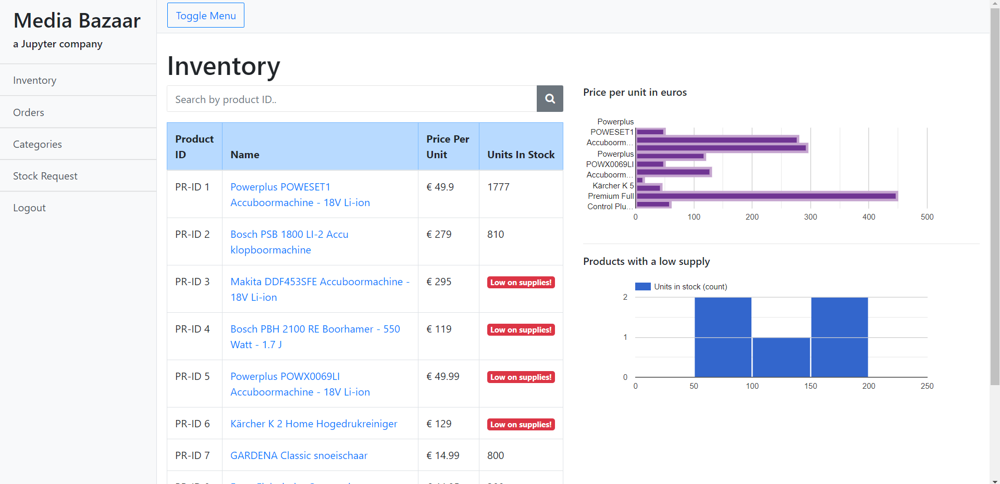 Media Bazaar
a Jupyter company
Inventory
Orders
Categories
Stock Request
Logout
Toggle Menu
Inventory
Search by product ID..
Product ID Name Price Per Unit Units In Stock
PR-ID 1 Powerplus POWESET1 € 49.9 1777
Accuboormachine - 18V Li-ion
PR-ID 2 Bosch PSB 1800 LI-2 Accu € 279 810
klopboormachine
PR-ID 3 Makita DDF453SFE Accuboormachine - € 295 Low on supplies!
18V Li-ion
PR-ID 4 Bosch PBH 2100 RE Boorhamer - 550 € 119 Low on supplies!
Watt - 1.7 J
PR-ID 5 Powerplus POWX0069LI € 49.99 Low on supplies!
Accuboormachine - 18V Li-ion
PR-ID 6 Kärcher K 2 Home Hogedrukreiniger € 129 Low on supplies!
PR-ID 7 GARDENA Classic snoeischaar € 14.99 800
Price per unit in euros
Powerplus
POWESET1
Accuboorm...
Powerplus
POWX0069LI
Accuboorm...
Kärcher K 5
Premium Full
Control Plu...
0 100 200 300 400 500
Products with a low supply
Units in stock (count)
2
1
0
0 50 100 150 200 250